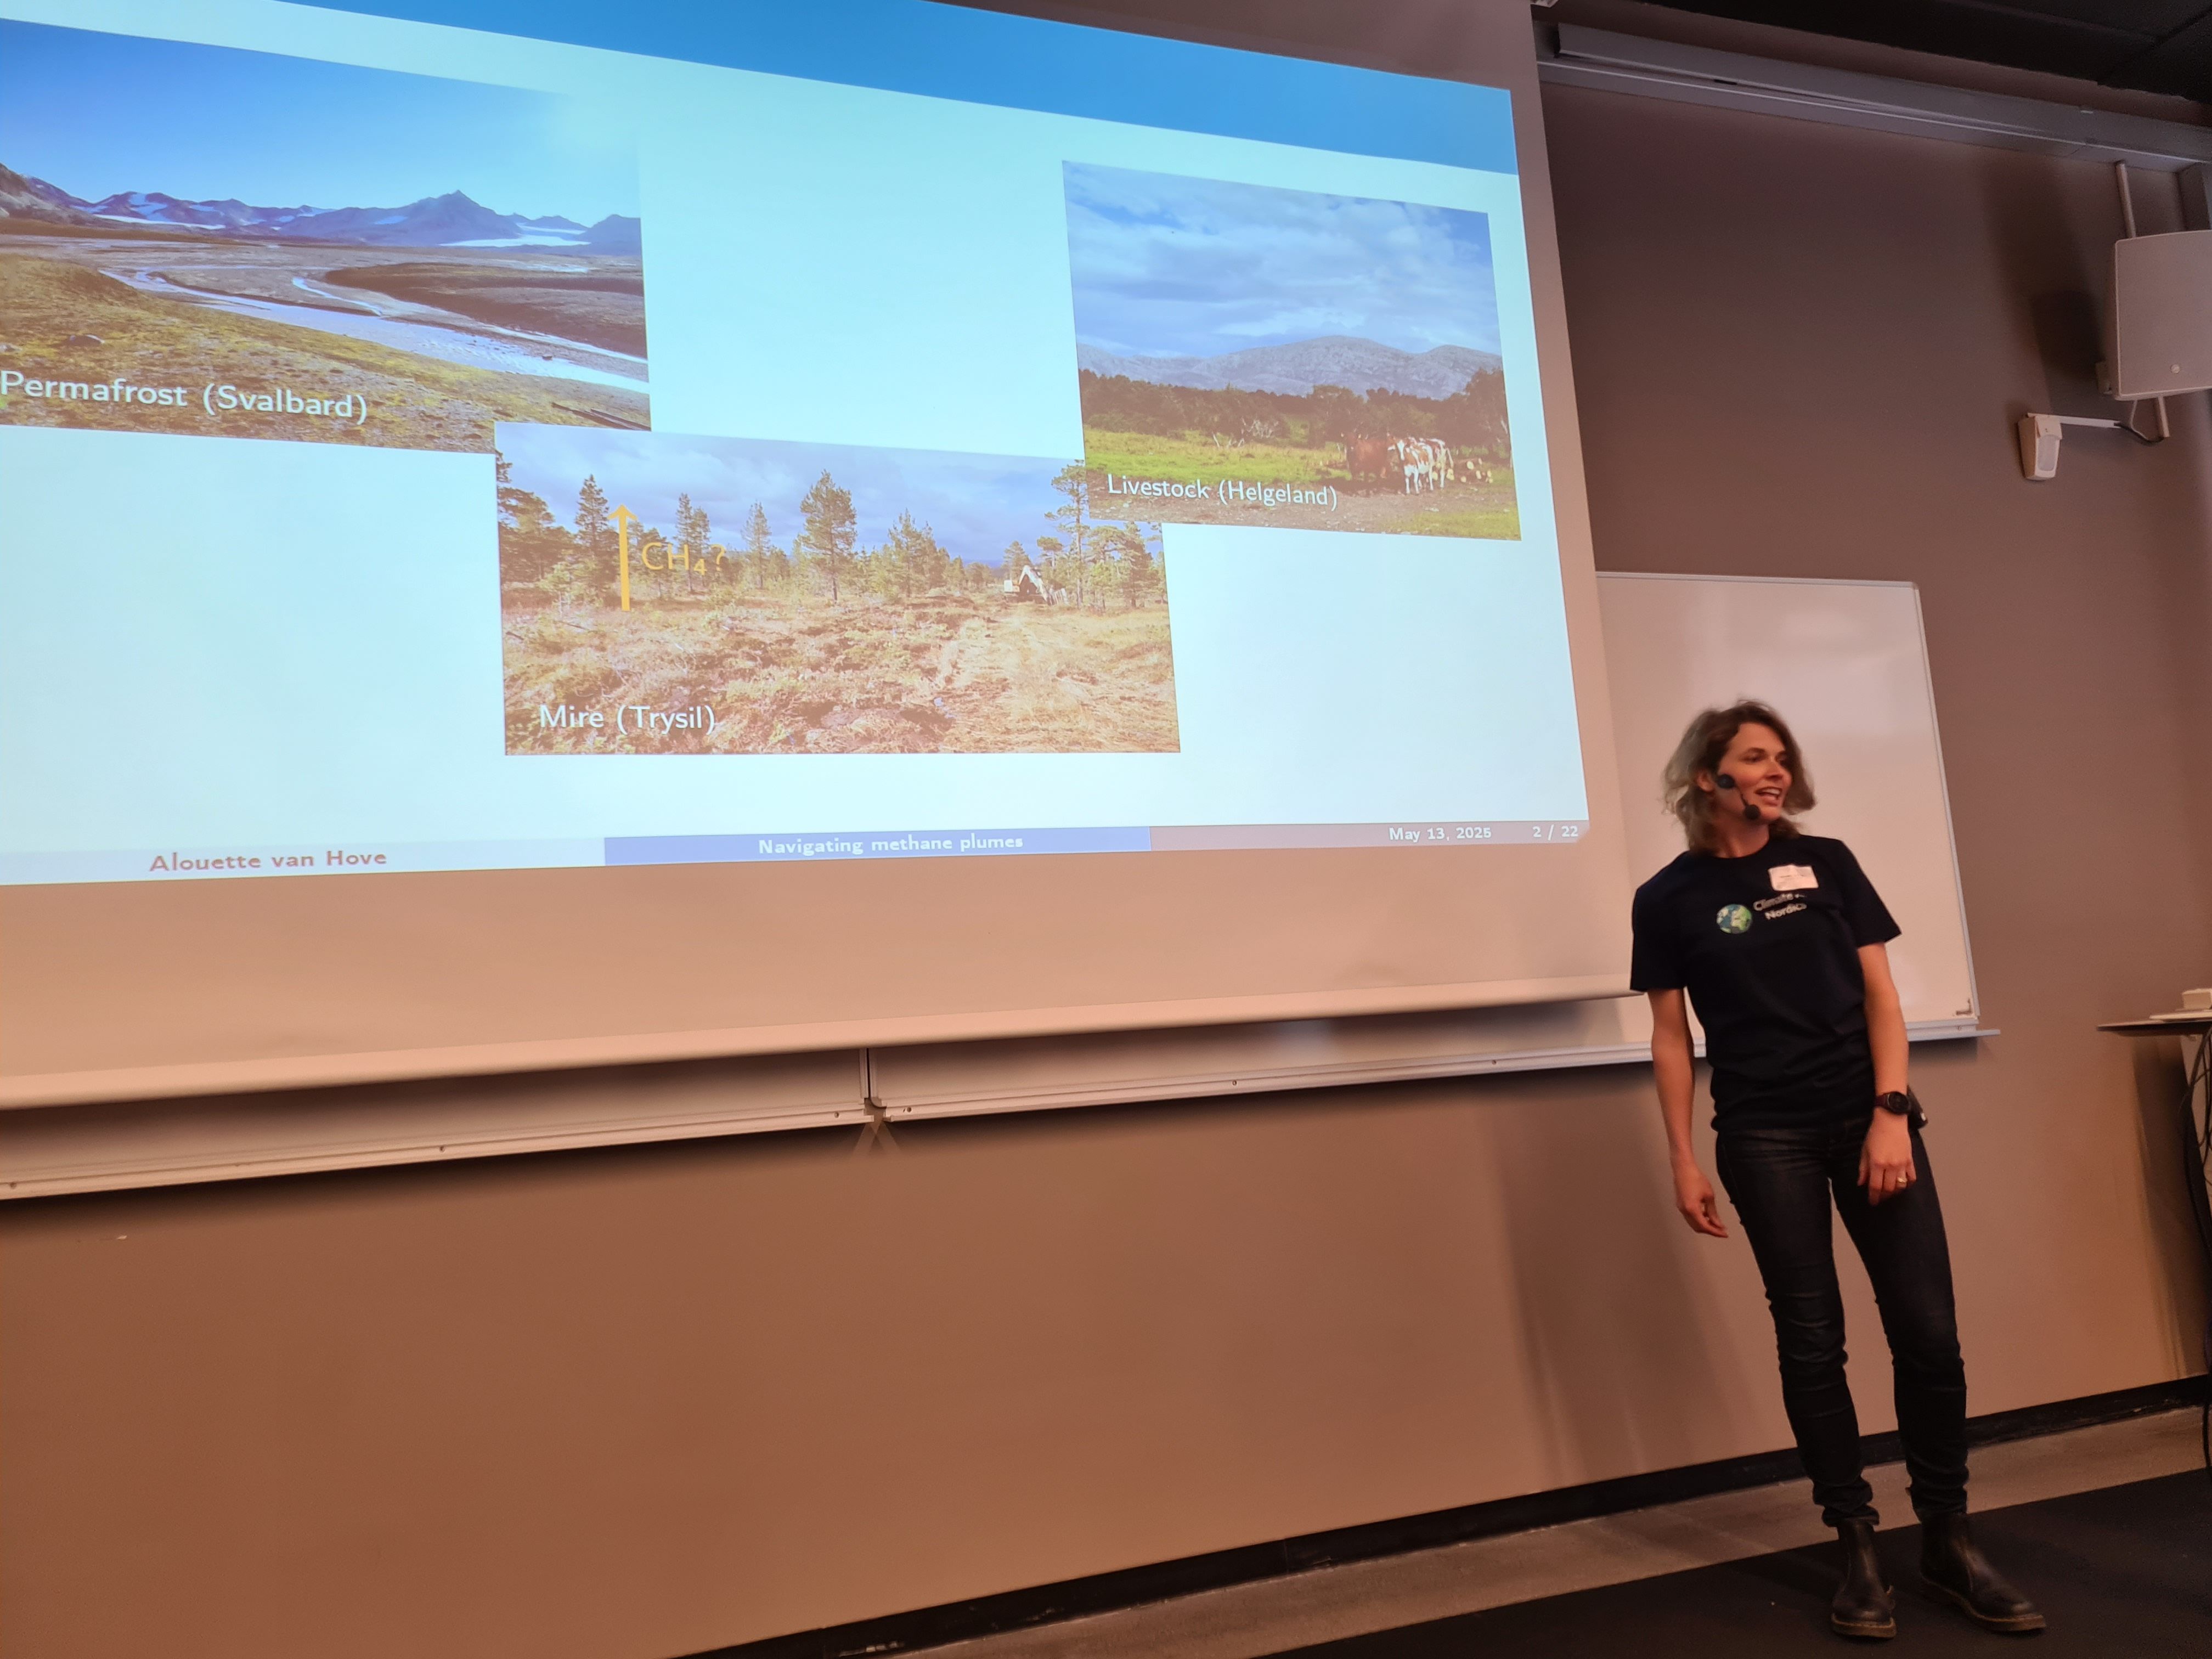 Permafrost (Svalbard)
Livestock (Helgeland)
CH₄?
Mire (Trysil)
Alouette van Hove
Navigating methane plumes
May 13, 2025
2 / 22
Climate
Nordics